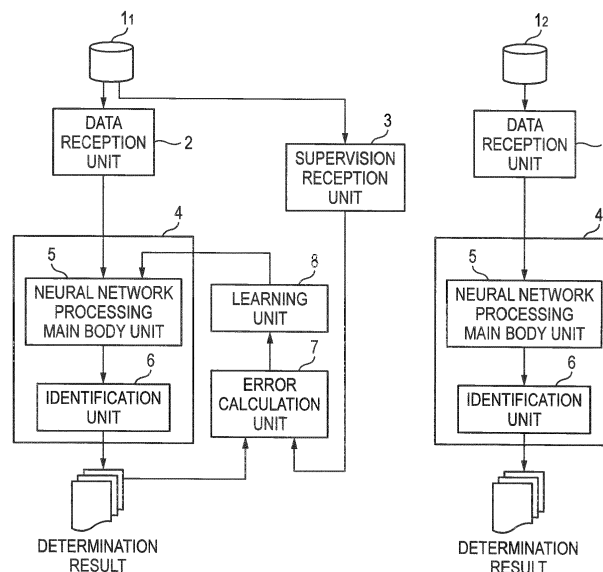 1₁
DATA
RECEPTION
UNIT
2
3
SUPERVISION
RECEPTION
UNIT
4
5
NEURAL NETWORK
PROCESSING
MAIN BODY UNIT
8
LEARNING
UNIT
7
ERROR
CALCULATION
UNIT
6
IDENTIFICATION
UNIT
DETERMINATION
RESULT
1₂
DATA
RECEPTION
UNIT
4
5
NEURAL NETWORK
PROCESSING
MAIN BODY UNIT
6
IDENTIFICATION
UNIT
DETERMINATION
RESULT